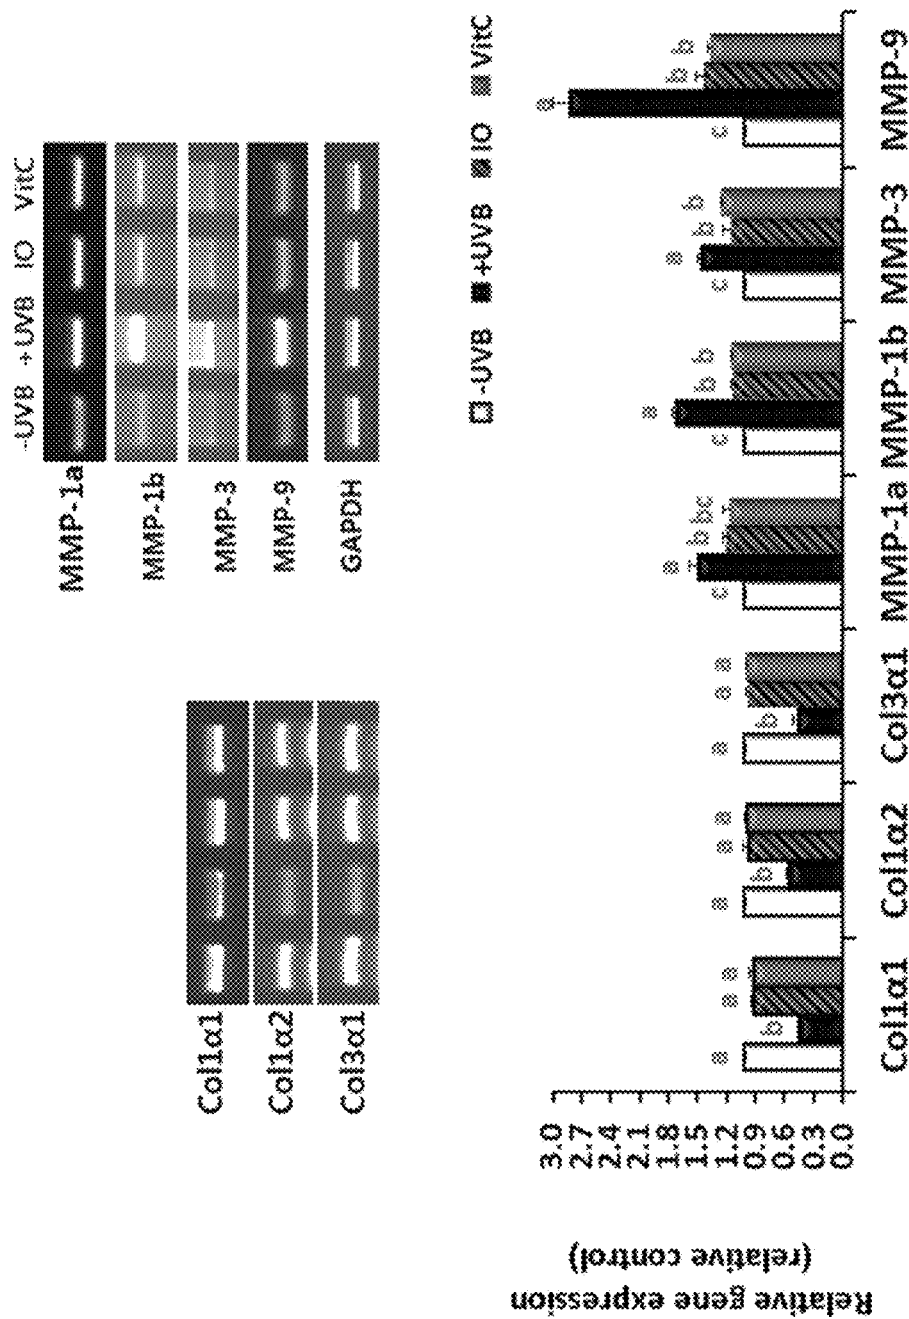 -UVB +UVB IO VitC
MMP-1a
MMP-1b
MMP-3
MMP-9
GAPDH
Col1α1
Col1α2
Col3α1
-UVB +UVB IO VitC
Relative gene expression
(relative control)
3.0
2.7
2.4
2.1
1.8
1.5
1.2
0.9
0.6
0.3
0.0
a b a a
a b a a
a b a a
c a b bc
c a b b
c a b b
c a b b
Col1α1 Col1α2 Col3α1 MMP-1a MMP-1b MMP-3 MMP-9